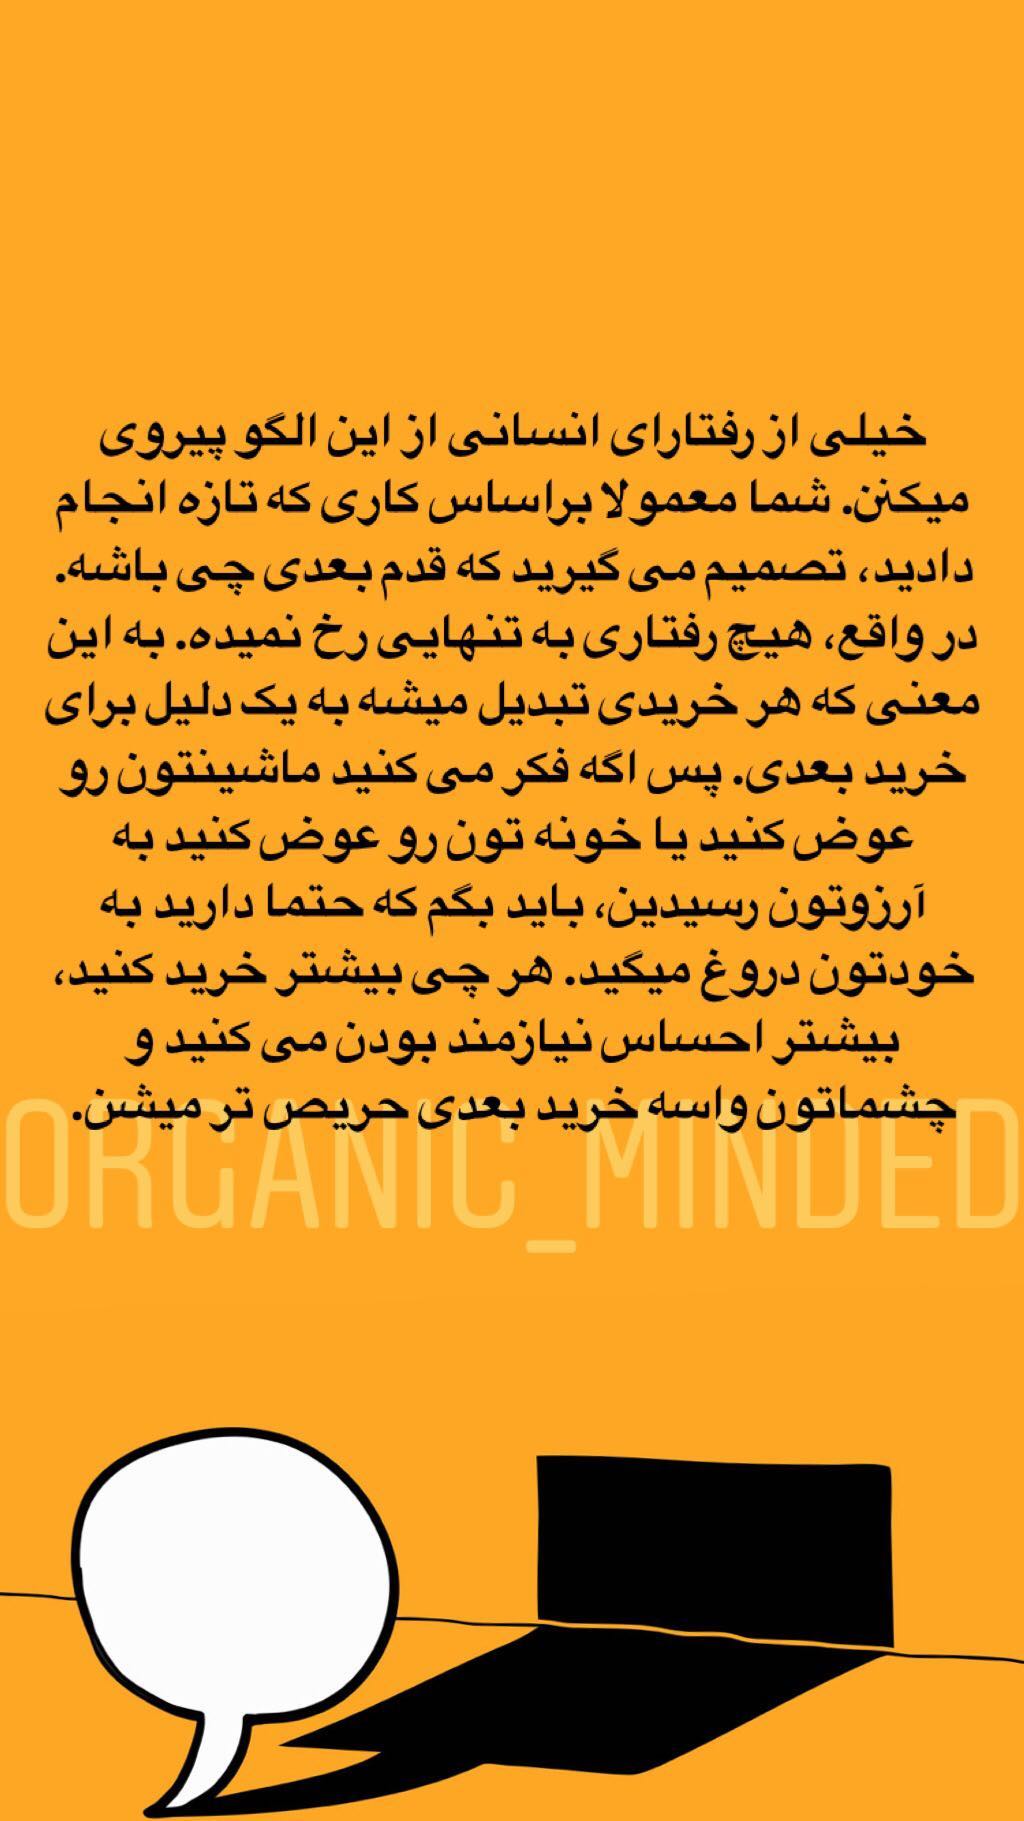 خیلی از رفتارای انسانی از این الگو پیروی
میکنن. شما معمولا براساس کاری که تازه انجام
دادید، تصمیم می گیرید که قدم بعدی چی باشه.
در واقع، هیچ رفتاری به تنهایی رخ نمیده. به این
معنی که هر خریدی تبدیل میشه به یک دلیل برای
خرید بعدی. پس اگه فکر می کنید ماشینتون رو
عوض کنید یا خونه تون رو عوض کنید به
آرزوتون رسیدین، باید بگم که حتما دارید به
خودتون دروغ میگید. هر چی بیشتر خرید کنید،
بیشتر احساس نیازمند بودن می کنید و
چشماتون واسه خرید بعدی حریص تر میشن.
ORGANIC_MINDED